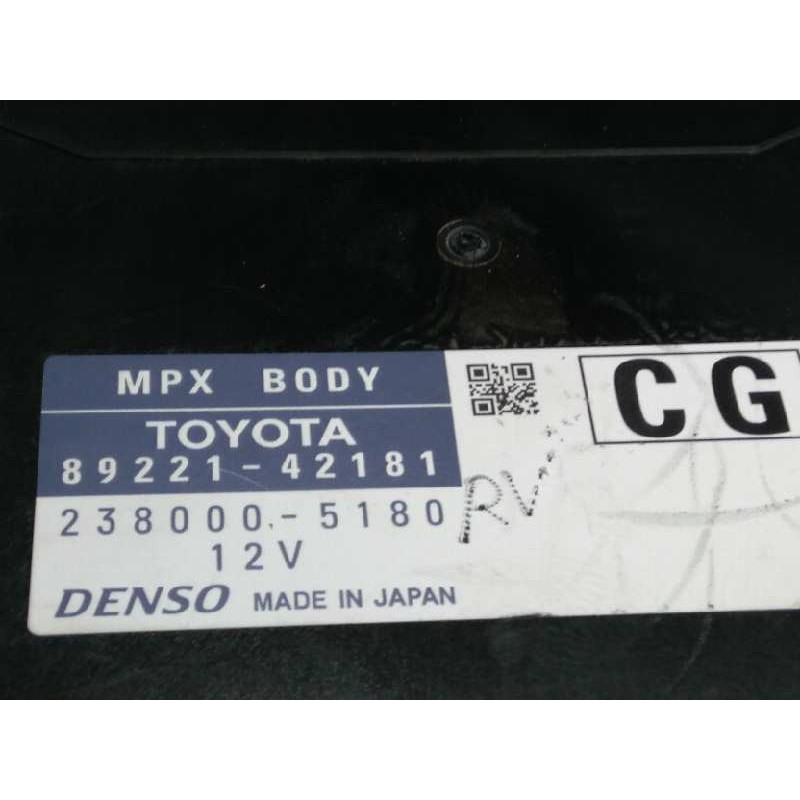 MPX BODY
TOYOTA
89221-42181
238000-5180
12V
DENSO MADE IN JAPAN
CG
RV